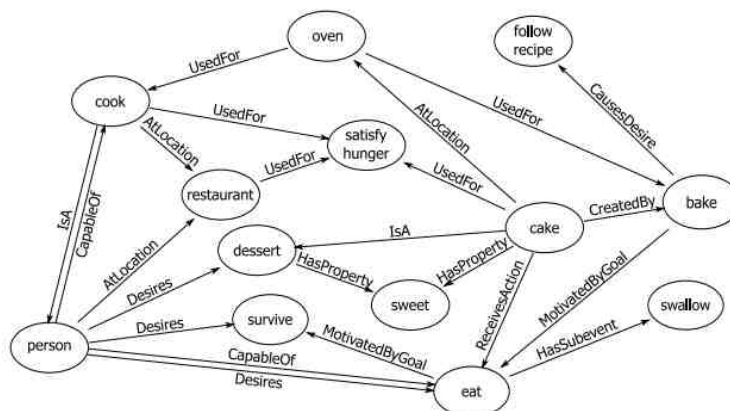 oven
follow
recipe
UsedFor
cook
UsedFor
AtLocation
UsedFor
CausesDesire
AtLocation
satisfy
hunger
UsedFor
UsedFor
restaurant
IsA
CapableOf
cake
CreatedBy
bake
AtLocation
dessert
IsA
HasProperty
HasProperty
Desires
sweet
ReceivesAction
MotivatedByGoal
swallow
person
Desires
survive
MotivatedByGoal
HasSubevent
CapableOf
Desires
eat